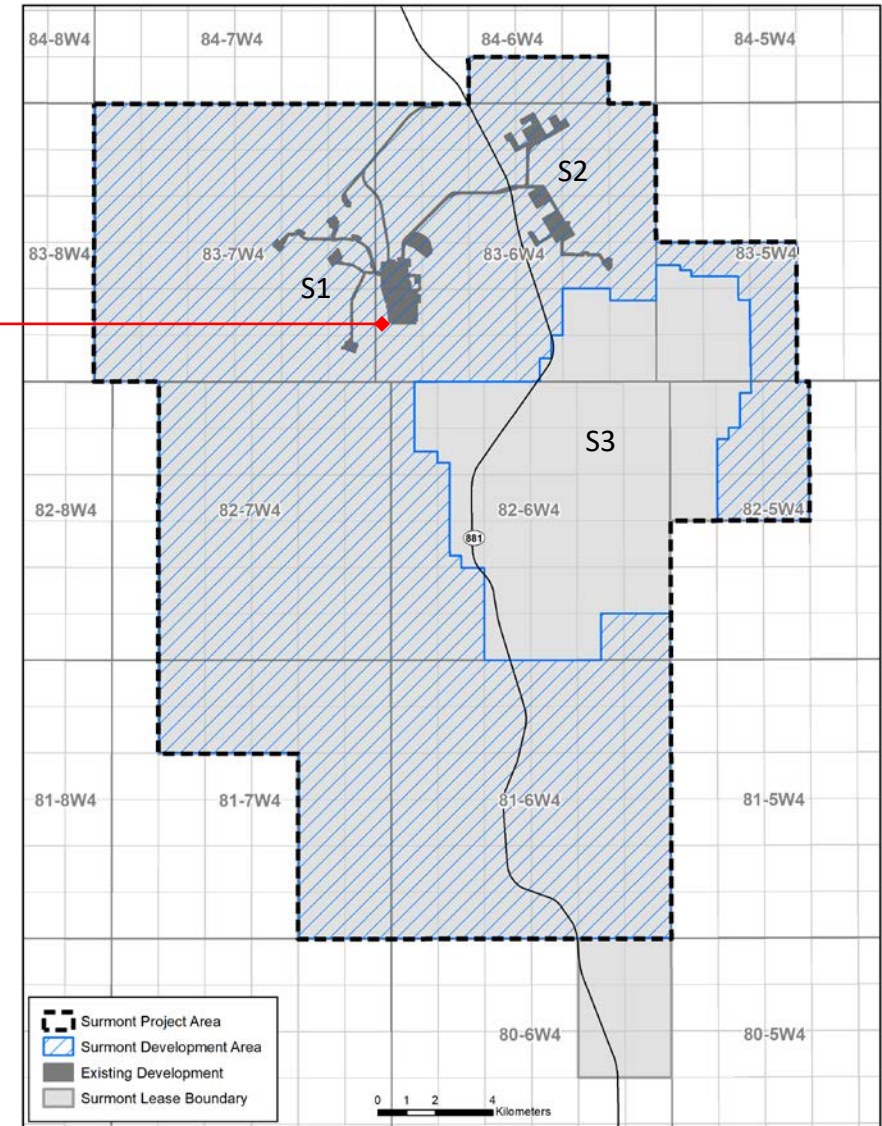 84-8W4 84-7W4 84-6W4 84-5W4
S2
83-8W4 83-7W4 83-6W4 83-5W4
S1
S3
82-8W4 82-7W4 82-6W4 82-5W4
881
81-8W4 81-7W4 81-6W4 81-5W4
80-6W4 80-5W4
Surmont Project Area
Surmont Development Area
Existing Development
Surmont Lease Boundary
0 1 2 4
Kilometers